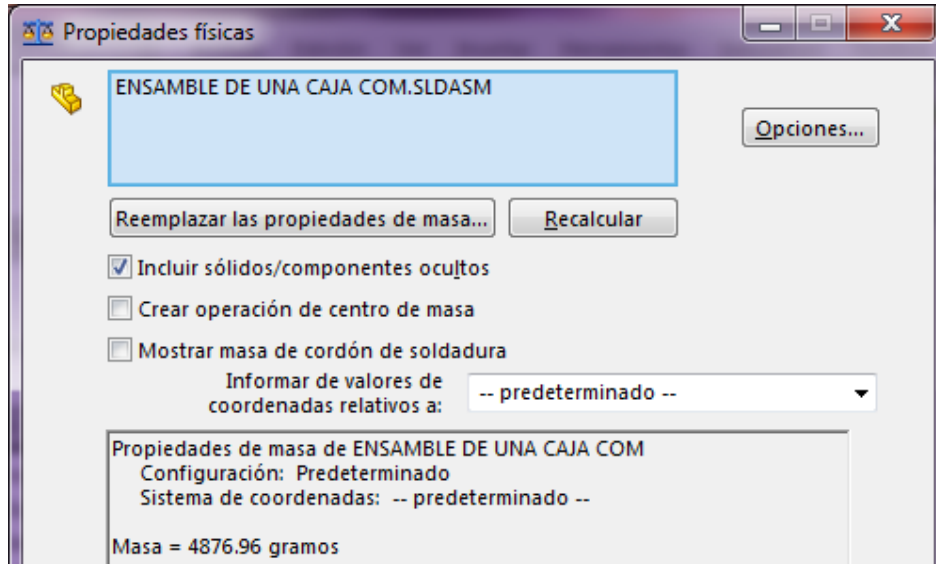 Propiedades físicas
ENSAMBLE DE UNA CAJA COM.SLDASM
Opciones...
Reemplazar las propiedades de masa...
Recalcular
Incluir sólidos/componentes ocultos
Crear operación de centro de masa
Mostrar masa de cordón de soldadura
Informar de valores de
coordenadas relativos a:
-- predeterminado --
Propiedades de masa de ENSAMBLE DE UNA CAJA COM
Configuración: Predeterminado
Sistema de coordenadas: -- predeterminado --
Masa = 4876.96 gramos